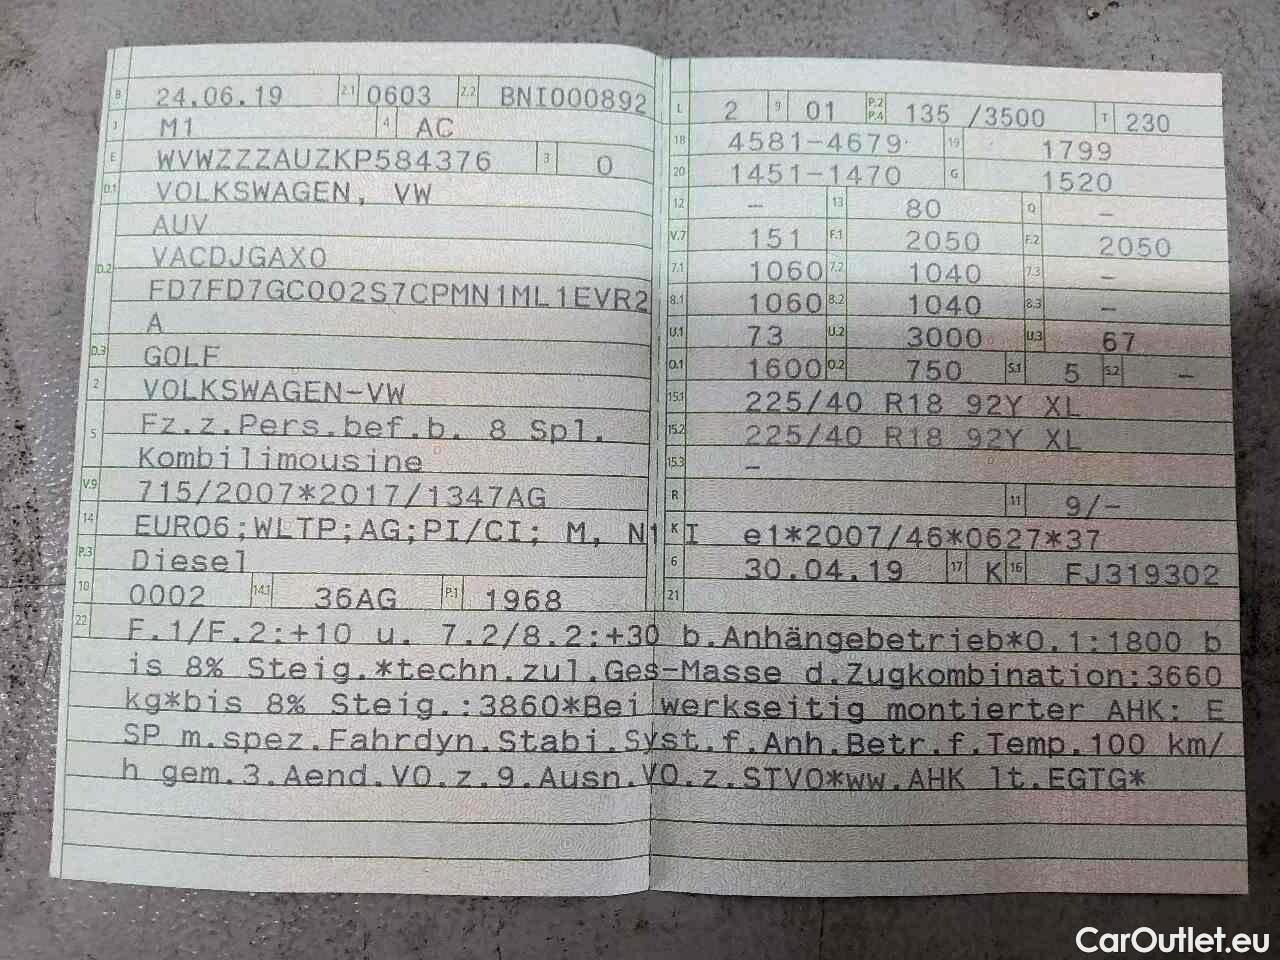 B 24.06.19 2.1 0603 2.2 BNI000892
J M1 4 AC
E WVWZZZAUZKP584376 3 0
D.1 VOLKSWAGEN, VW
AUV
D.2 VACDJGAX0
FD7FD7GC002S7CPMN1ML1EVR2
A
D.3 GOLF
2 VOLKSWAGEN-VW
5 Fz.z.Pers.bef.b. 8 Spl.
Kombilimousine
V.9 715/2007*2017/1347AG
14 EURO6;WLTP;AG;PI/CI; M, N1 I
P.3 Diesel
10 0002 14.1 36AG P.1 1968
L 2 9 01 P.2 P.4 135 /3500 T 230
18 4581-4679 19 1799
20 1451-1470 G 1520
12 - 13 80 Q -
V.7 151 F.1 2050 F.2 2050
7.1 1060 7.2 1040 7.3 -
8.1 1060 8.2 1040 8.3 -
U.1 73 U.2 3000 U.3 67
O.1 1600 O.2 750 S.1 5 S.2 -
15.1 225/40 R18 92Y XL
15.2 225/40 R18 92Y XL
15.3 -
R 11 9/-
K e1*2007/46*0627*37
6 30.04.19 17 K 16 FJ319302
21
22 F.1/F.2:+10 u. 7.2/8.2:+30 b.Anhängebetrieb*O.1:1800 b
is 8% Steig.*techn.zul.Ges-Masse d.Zugkombination:3660
kg*bis 8% Steig.:3860*Bei werkseitig montierter AHK: E
SP m.spez.Fahrdyn.Stabi.Syst.f.Anh.Betr.f.Temp.100 km/
h gem.3.Aend.VO.z.9.Ausn.VO.z.STVO*ww.AHK lt.EGTG*
CarOutlet.eu